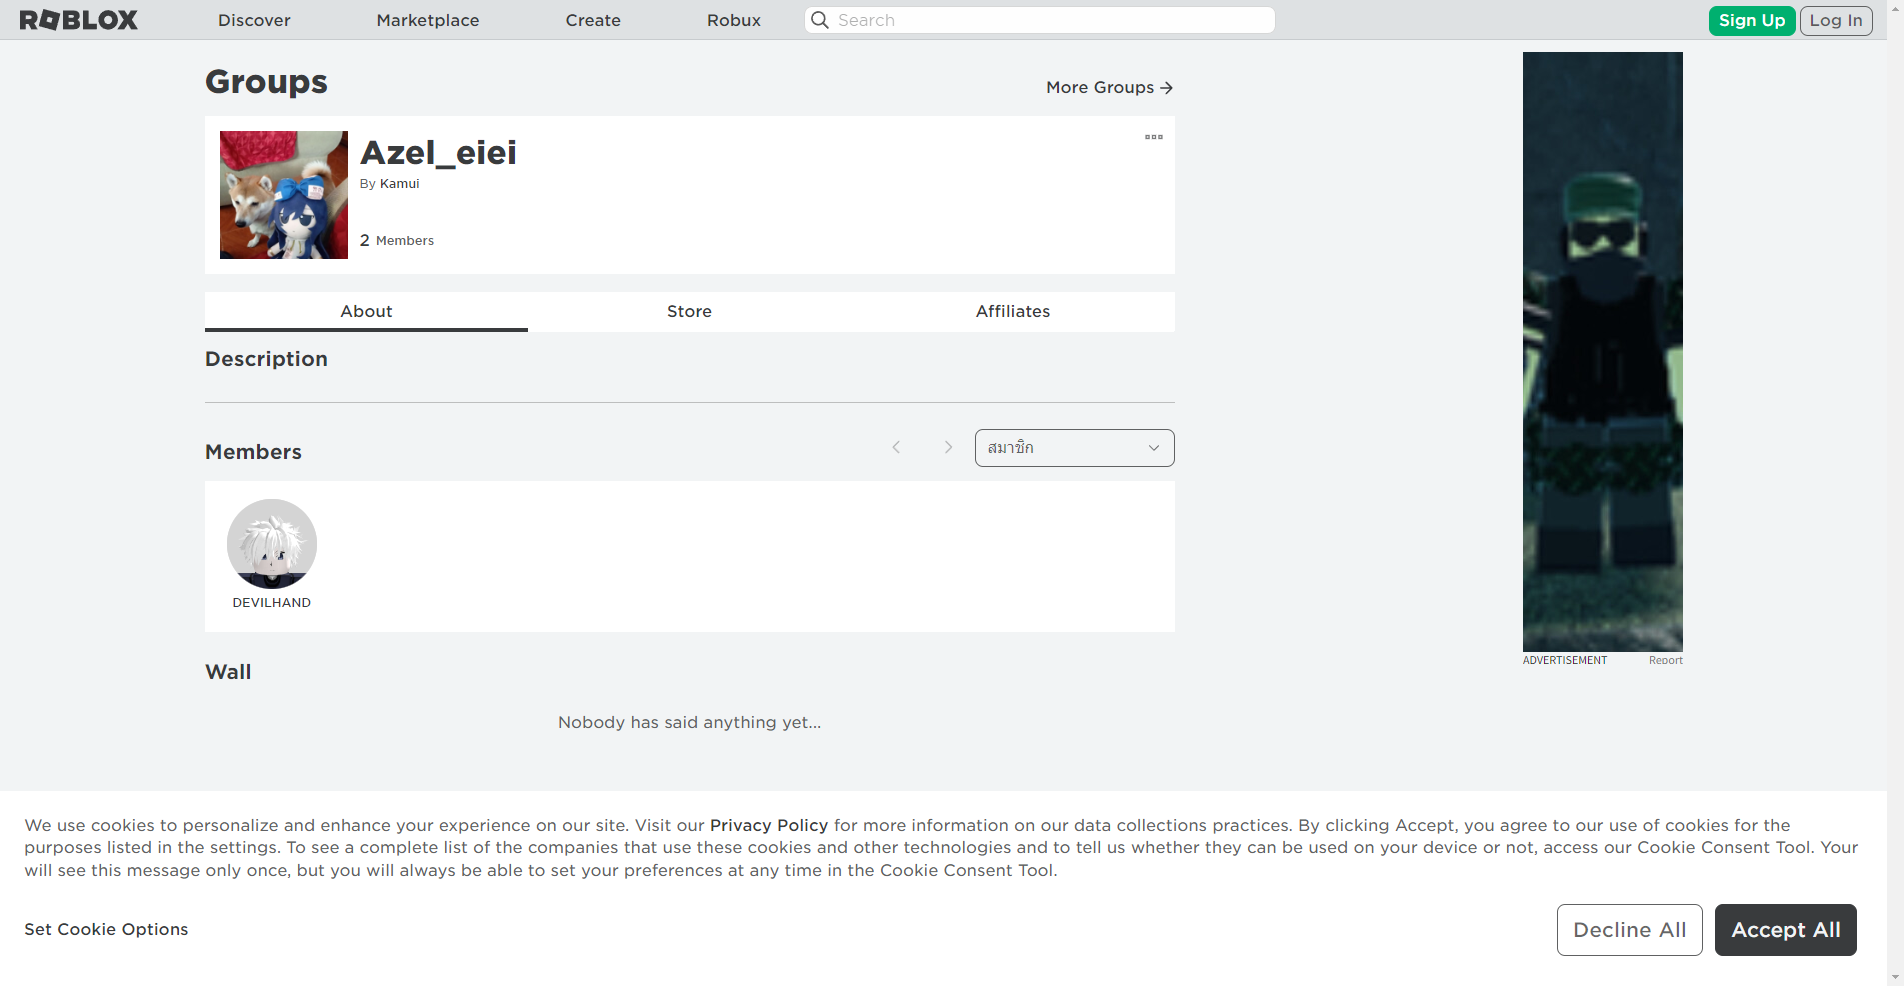 ROBLOX
Discover
Marketplace
Create
Robux
Search
Sign Up
Log In
Groups
More Groups
Azel_eiei
By Kamui
2 Members
About
Store
Affiliates
Description
Members
สมาชิก
DEVILHAND
Wall
Nobody has said anything yet...
ADVERTISEMENT
Report
We use cookies to personalize and enhance your experience on our site. Visit our Privacy Policy for more information on our data collections practices. By clicking Accept, you agree to our use of cookies for the
purposes listed in the settings. To see a complete list of the companies that use these cookies and other technologies and to tell us whether they can be used on your device or not, access our Cookie Consent Tool. Your
will see this message only once, but you will always be able to set your preferences at any time in the Cookie Consent Tool.
Set Cookie Options
Decline All
Accept All